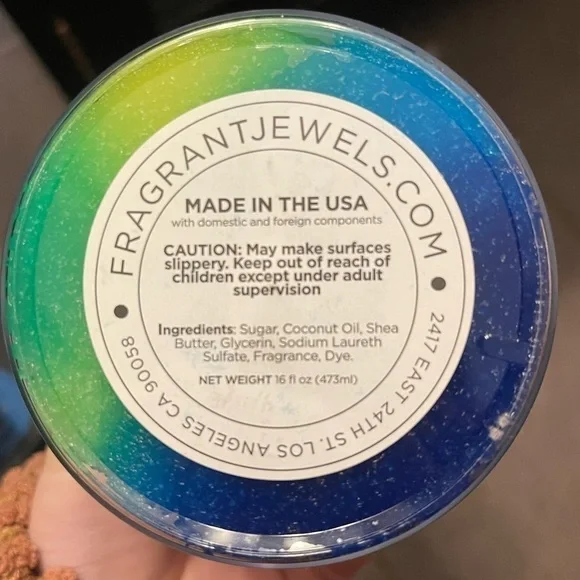 FRAGRANTJEWELS.COM
MADE IN THE USA
with domestic and foreign components
CAUTION: May make surfaces
slippery. Keep out of reach of
children except under adult
supervision
Ingredients: Sugar, Coconut Oil, Shea
Butter, Glycerin, Sodium Laureth
Sulfate, Fragrance, Dye.
NET WEIGHT 16 fl oz (473ml)
2417 EAST 24TH ST. LOS ANGELES CA 90058